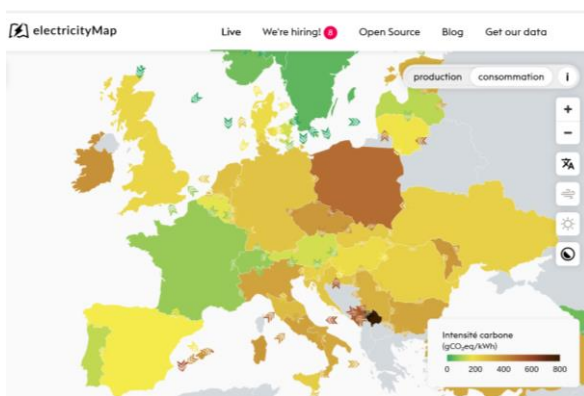 electricityMap Live We're hiring! 8 Open Source Blog Get our data
production consommation i
+
−
Intensité carbone
(gCO₂eq/kWh)
0 200 400 600 800